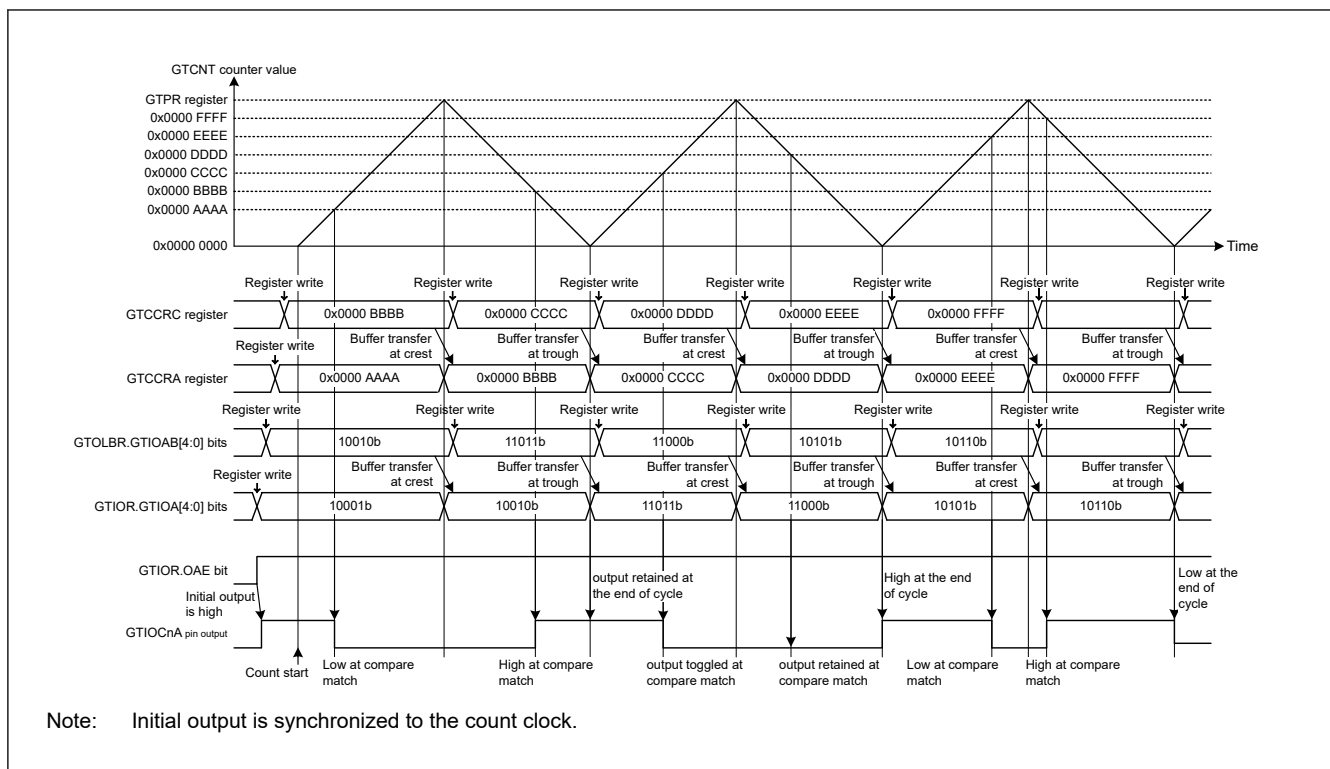 GTCNT counter value
GTPR register
0x0000 FFFF
0x0000 EEEE
0x0000 DDDD
0x0000 CCCC
0x0000 BBBB
0x0000 AAAA
0x0000 0000
Time
Register write Register write Register write Register write Register write Register write Register write
GTCCRC register 0x0000 BBBB 0x0000 CCCC 0x0000 DDDD 0x0000 EEEE 0x0000 FFFF
Register write
Buffer transfer Buffer transfer Buffer transfer Buffer transfer Buffer transfer Buffer transfer
at crest at trough at crest at trough at crest at trough
GTCCRA register 0x0000 AAAA 0x0000 BBBB 0x0000 CCCC 0x0000 DDDD 0x0000 EEEE 0x0000 FFFF
Register write Register write Register write Register write Register write Register write Register write
GTOLBR.GTIOAB[4:0] bits 10010b 11011b 11000b 10101b 10110b
Register write
Buffer transfer Buffer transfer Buffer transfer Buffer transfer Buffer transfer Buffer transfer
at crest at trough at crest at trough at crest at trough
GTIOR.GTIOA[4:0] bits 10001b 10010b 11011b 11000b 10101b 10110b
GTIOR.OAE bit
Initial output
is high
output retained at
the end of cycle
High at the end
of cycle
Low at the
end of
cycle
GTIOCnA pin output
Count start
Low at compare
match
High at compare
match
output toggled at
compare match
output retained at
compare match
Low at compare
match
High at compare
match
Note: Initial output is synchronized to the count clock.